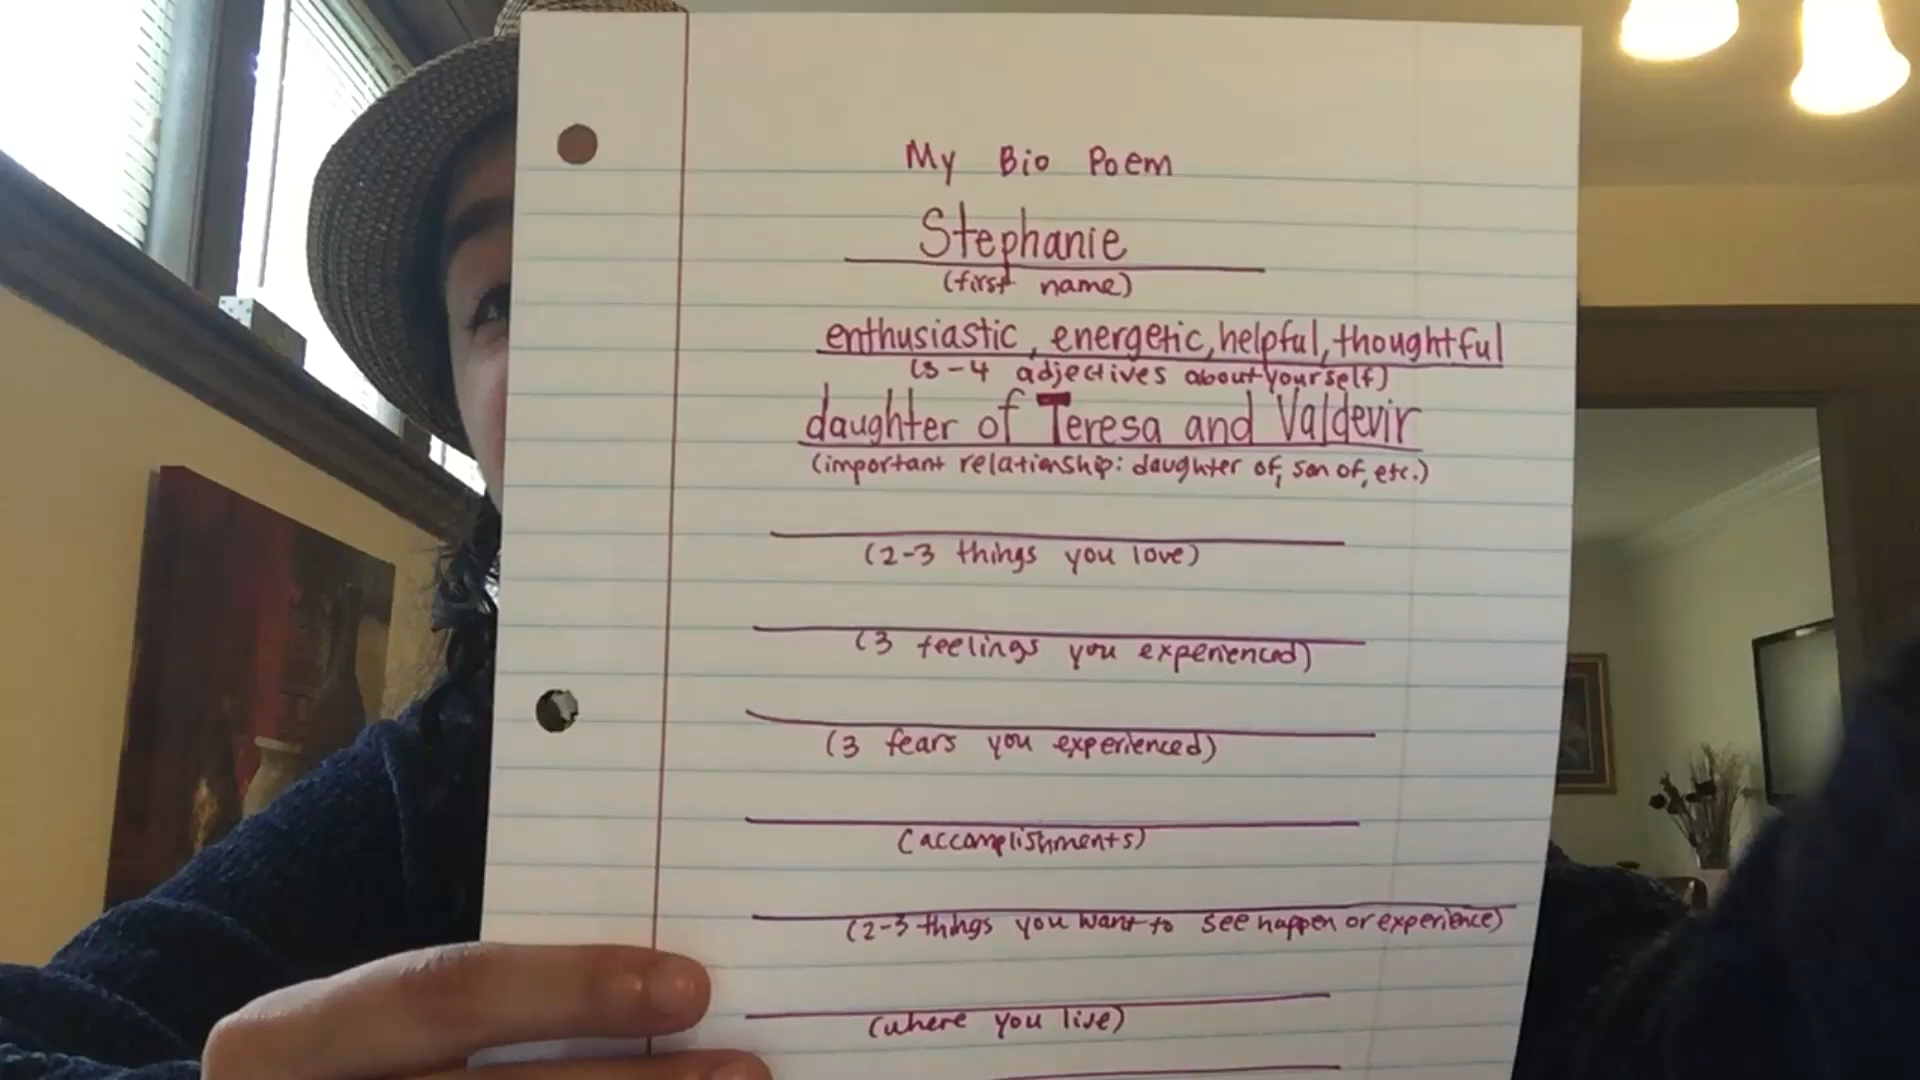 My Bio Poem
Stephanie
(first name)
enthusiastic, energetic, helpful, thoughtful
(3-4 adjectives about yourself)
daughter of Teresa and Valdevir
(important relationship: daughter of, son of, etc.)
(2-3 things you love)
(3 feelings you experienced)
(3 fears you experienced)
(accomplishments)
(2-3 things you want to see happen or experience)
(where you live)